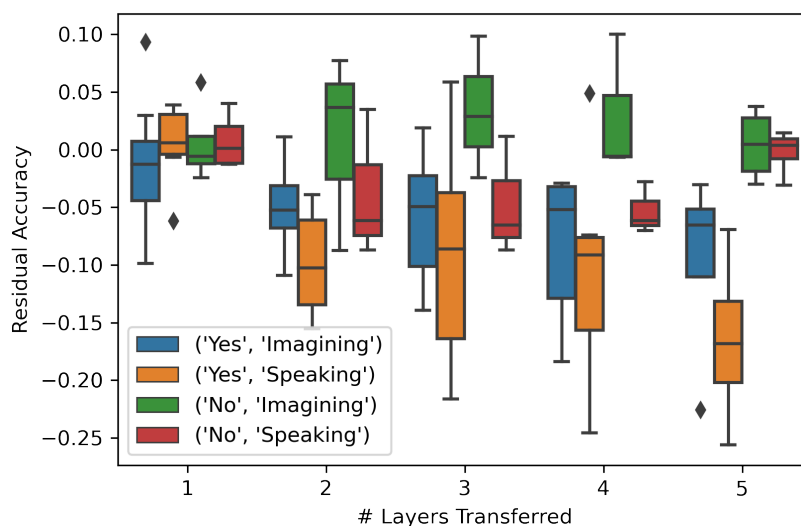 0.10
0.05
0.00
−0.05
−0.10
−0.15
−0.20
−0.25
Residual Accuracy
('Yes', 'Imagining')
('Yes', 'Speaking')
('No', 'Imagining')
('No', 'Speaking')
1 2 3 4 5
# Layers Transferred